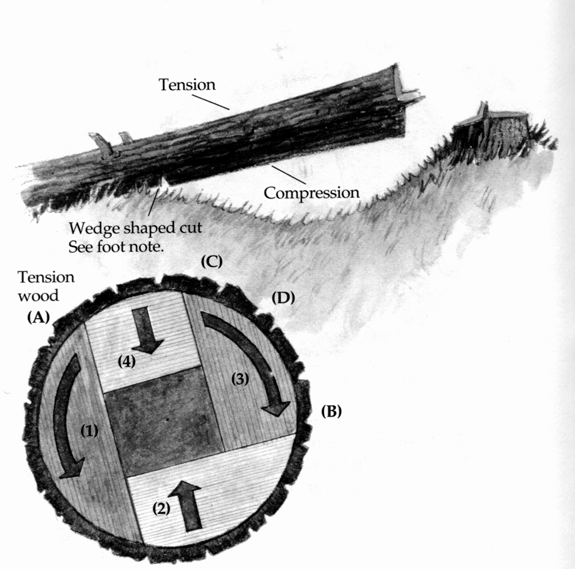 Tension
Compression
Wedge shaped cut
See foot note.
(C)
Tension
wood
(A)
(D)
(4)
(3)
(B)
(1)
(2)